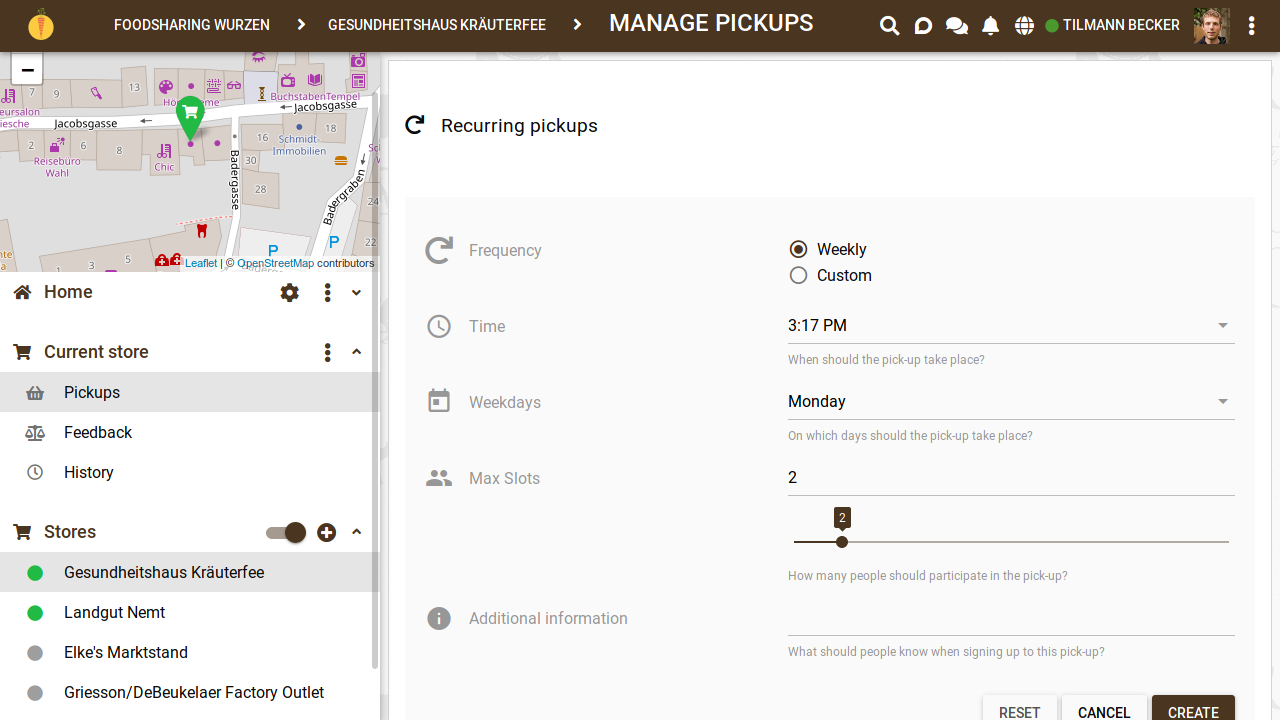 FOODSHARING WURZEN
GESUNDHEITSHAUS KRÄUTERFEE
MANAGE PICKUPS
TILMANN BECKER
−
7
9
13
BuchstabenTempel
Jacobsgasse
Jacobsgasse
2
6
8
Reisebüro
Wahl
Chic
16
18
Schmidt-
Immobilien
30
28
Badergasse
Badergraben
24
22
P
P
1
3
5
Leaflet | © OpenStreetMap contributors
Home
Current store
Pickups
Feedback
History
Stores
Gesundheitshaus Kräuterfee
Landgut Nemt
Elke's Marktstand
Griesson/DeBeukelaer Factory Outlet
Recurring pickups
Frequency
Weekly
Custom
Time
3:17 PM
When should the pick-up take place?
Weekdays
Monday
On which days should the pick-up take place?
Max Slots
2
2
How many people should participate in the pick-up?
Additional information
What should people know when signing up to this pick-up?
RESET
CANCEL
CREATE